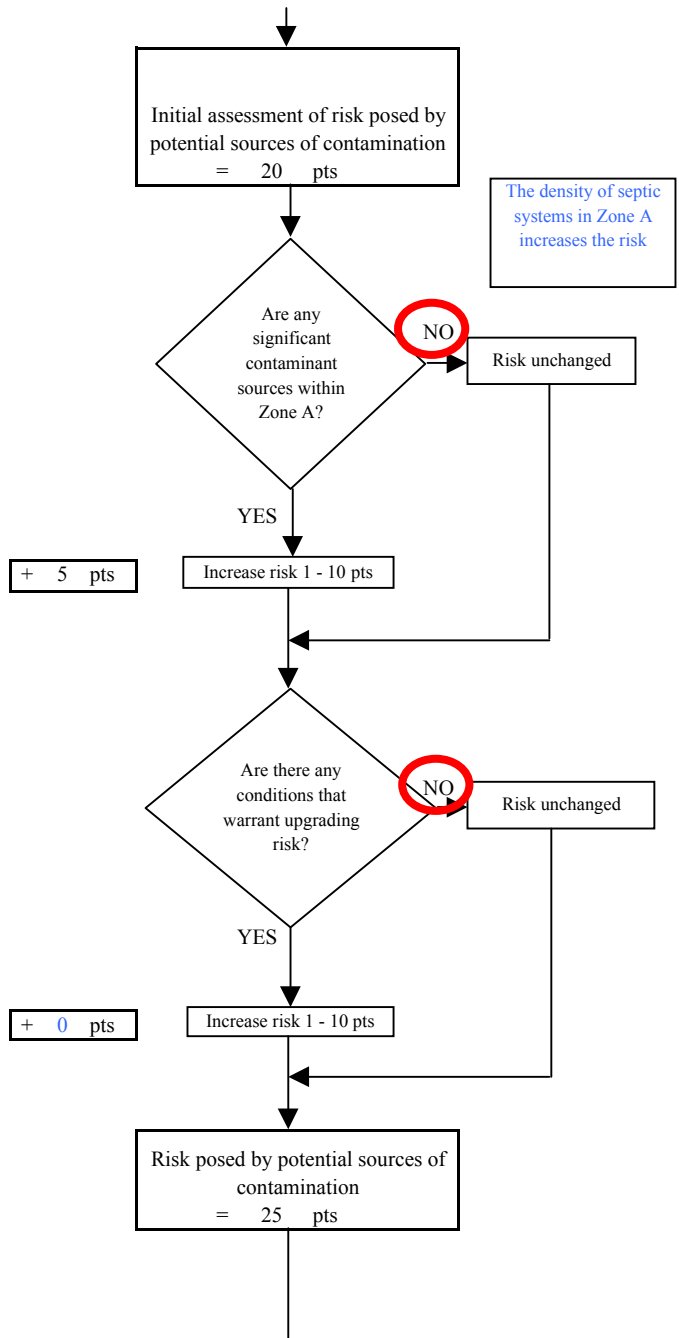 Initial assessment of risk posed by
potential sources of contamination
= 20 pts
The density of septic
systems in Zone A
increases the risk
Are any
significant
contaminant
sources within
Zone A?
NO
Risk unchanged
YES
+ 5 pts
Increase risk 1 - 10 pts
Are there any
conditions that
warrant upgrading
risk?
NO
Risk unchanged
YES
+ 0 pts
Increase risk 1 - 10 pts
Risk posed by potential sources of
contamination
= 25 pts